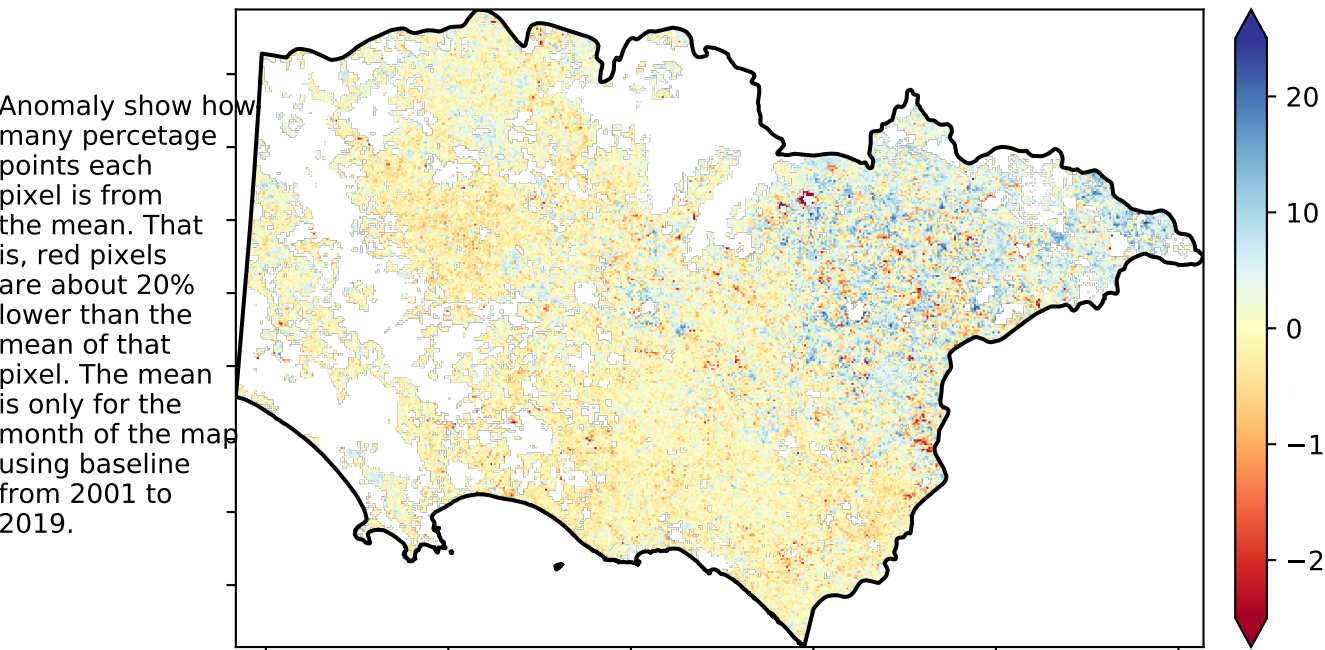 Anomaly show how
many percetage
points each
pixel is from
the mean. That
is, red pixels
are about 20%
lower than the
mean of that
pixel. The mean
is only for the
month of the map
using baseline
from 2001 to
2019.
20
10
0
−1
−2